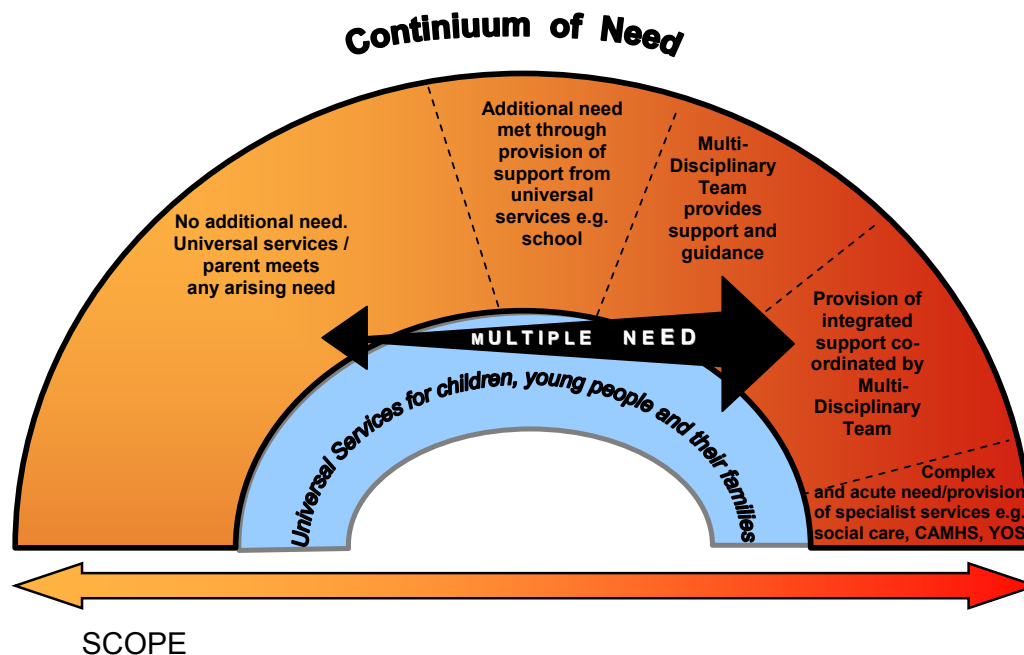 Continiuum of Need
Additional need
met through
provision of
support from
universal
services e.g.
school
Multi-
Disciplinary
Team
provides
support and
guidance
No additional need.
Universal services /
parent meets
any arising need
Provision of
integrated
support co-
ordinated by
Multi-
Disciplinary
Team
MULTIPLE NEED
Universal Services for children, young people and their families
Complex
and acute need/provision
of specialist services e.g.
social care, CAMHS, YOS
SCOPE